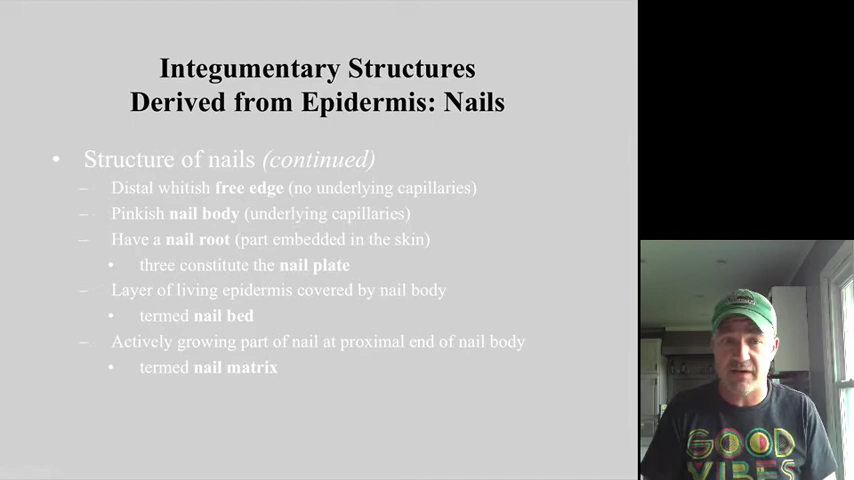 Integumentary Structures
Derived from Epidermis: Nails
• Structure of nails (continued)
– Distal whitish free edge (no underlying capillaries)
– Pinkish nail body (underlying capillaries)
– Have a nail root (part embedded in the skin)
• three constitute the nail plate
– Layer of living epidermis covered by nail body
• termed nail bed
– Actively growing part of nail at proximal end of nail body
• termed nail matrix
GOOD
VIBES